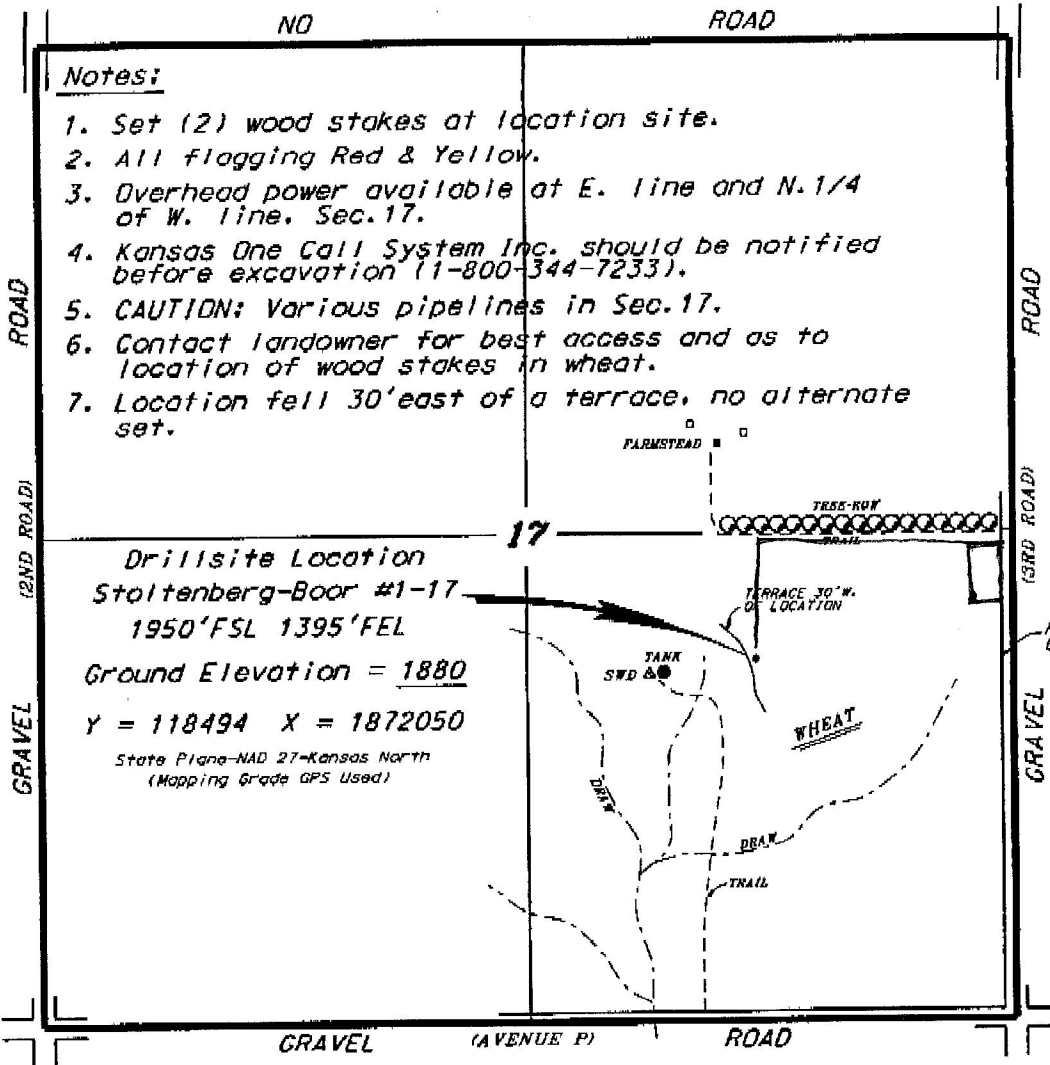 NO ROAD
Notes:
1. Set (2) wood stakes at location site.
2. All flagging Red & Yellow.
3. Overhead power available at E. line and N.1/4
of W. line, Sec.17.
4. Kansas One Call System Inc. should be notified
before excavation (1-800-344-7233).
5. CAUTION: Various pipelines in Sec.17.
6. Contact landowner for best access and as to
location of wood stakes in wheat.
7. Location fell 30'east of a terrace, no alternate
set.
ROAD
(2ND ROAD)
GRAVEL
ROAD
(3RD ROAD)
GRAVEL
FARMSTEAD
TREE-ROW
TRAIL
17
Drillsite Location
Stoltenberg-Boor #1-17
1950'FSL 1395'FEL
Ground Elevation = 1880
Y = 118494 X = 1872050
State Plane-NAD 27-Kansas North
(Mapping Grade GPS Used)
TERRACE 30'W.
OF LOCATION
TANK
SWD
WHEAT
DRAW
DRAW
TRAIL
GRAVEL (AVENUE P) ROAD